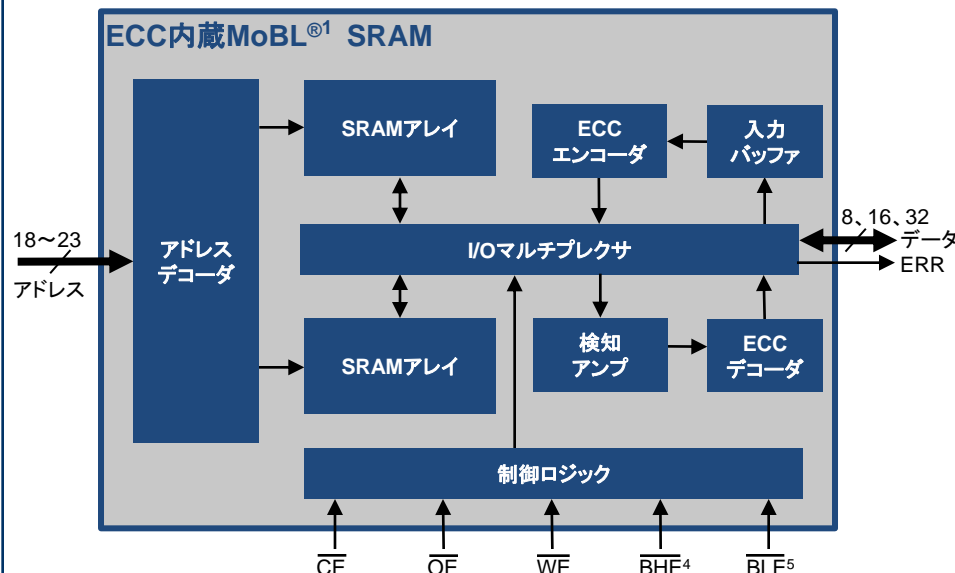 ECC内蔵MoBL®1 SRAM
SRAMアレイ
ECC
エンコーダ
入力
バッファ
18～23
アドレス
アドレス
デコーダ
I/Oマルチプレクサ
8、16、32
データ
ERR
SRAMアレイ
検知
アンプ
ECC
デコーダ
制御ロジック
CE
OE
WE
BHE4
BLE5